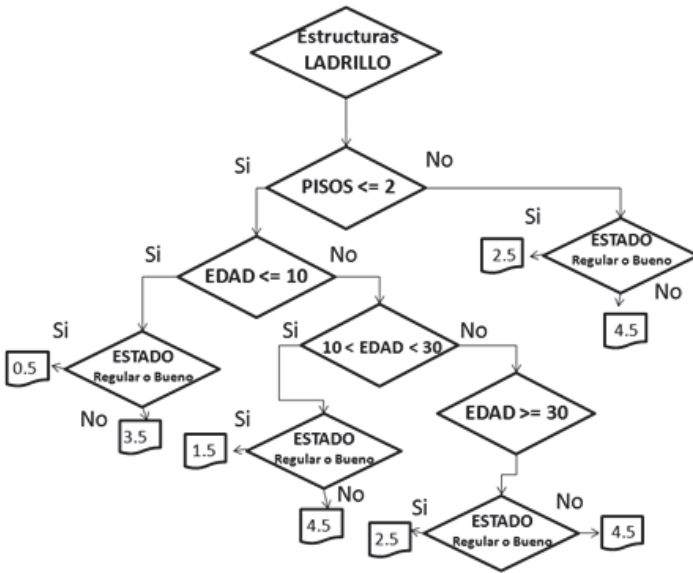 Estructuras
LADRILLO
Si
No
PISOS <= 2
Si
ESTADO
Regular o Bueno
2.5
No
4.5
Si
No
EDAD <= 10
Si
ESTADO
Regular o Bueno
0.5
No
3.5
Si
No
10 < EDAD < 30
Si
ESTADO
Regular o Bueno
1.5
No
4.5
EDAD >= 30
Si
No
ESTADO
Regular o Bueno
2.5
4.5